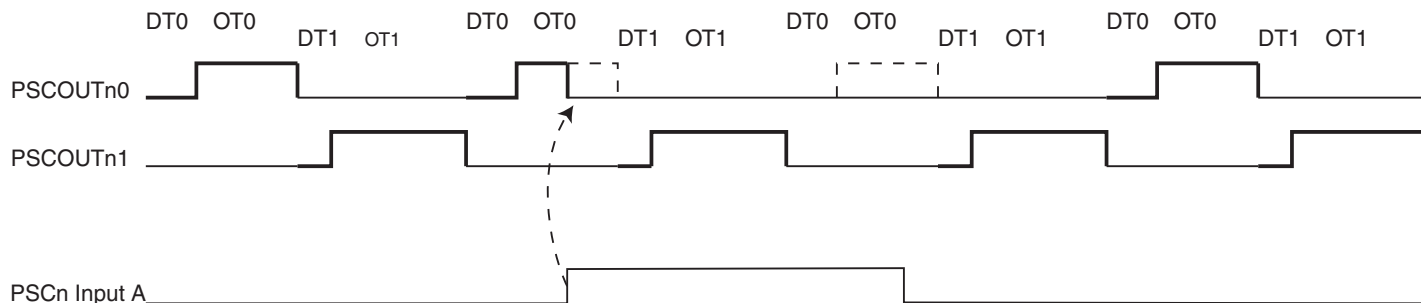 DT0 OT0 DT0 OT0 DT0 OT0 DT0 OT0
DT1 OT1 DT1 OT1 DT1 OT1 DT1 OT1
PSCOUTn0
PSCOUTn1
PSCn Input A